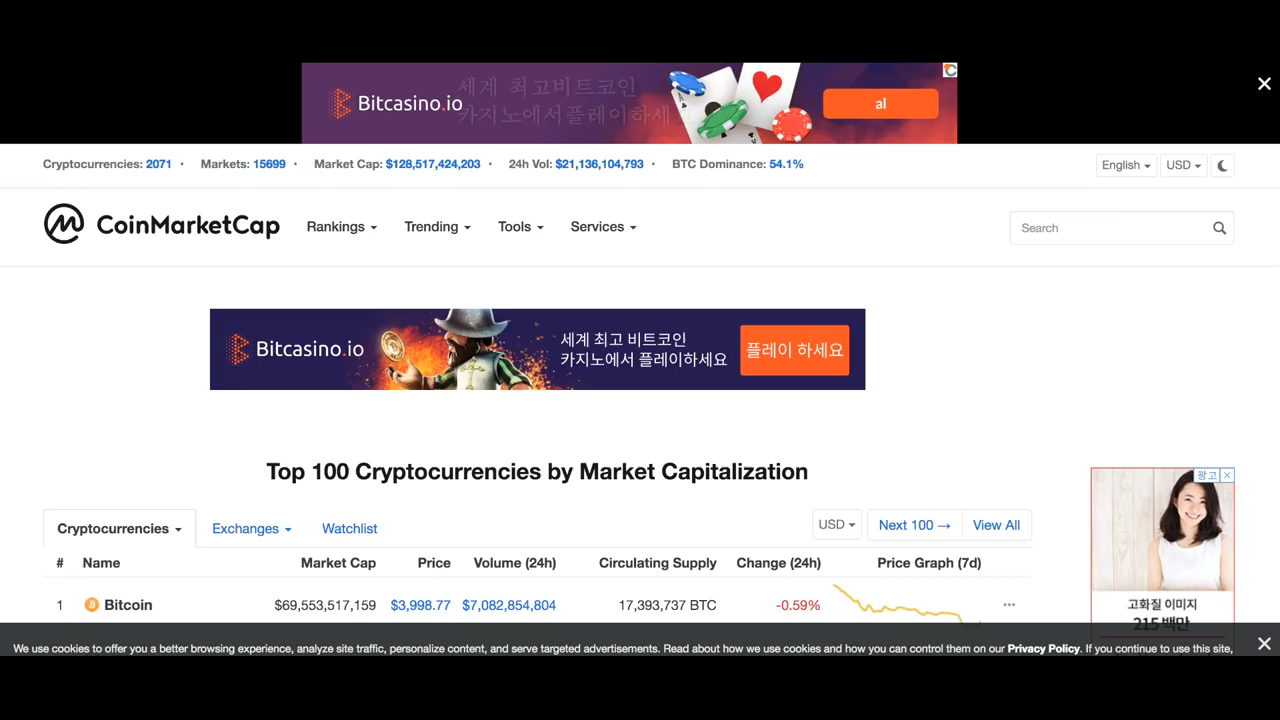 Bitcasino.io
세계 최고비트코인
카지노에서플레이하세
al
Cryptocurrencies: 2071 • Markets: 15699 • Market Cap: $128,517,424,203 • 24h Vol: $21,136,104,793 • BTC Dominance: 54.1%
English
USD
CoinMarketCap
Rankings
Trending
Tools
Services
Search
Bitcasino.io
세계 최고 비트코인
카지노에서 플레이하세요
플레이 하세요
Top 100 Cryptocurrencies by Market Capitalization
광고
Cryptocurrencies
Exchanges
Watchlist
USD
Next 100 →
View All
# Name Market Cap Price Volume (24h) Circulating Supply Change (24h) Price Graph (7d)
1 Bitcoin $69,553,517,159 $3,998.77 $7,082,854,804 17,393,737 BTC -0.59%
고화질 이미지
215 백만
We use cookies to offer you a better browsing experience, analyze site traffic, personalize content, and serve targeted advertisements. Read about how we use cookies and how you can control them on our Privacy Policy. If you continue to use this site,